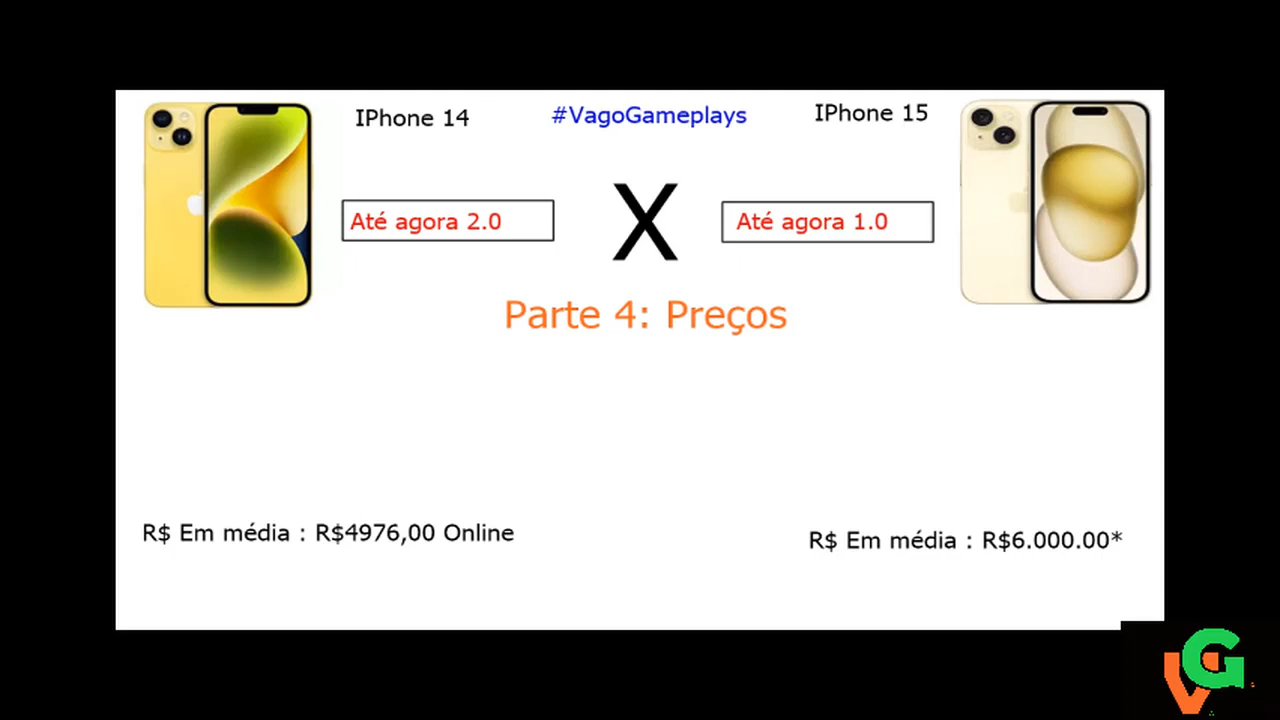 IPhone 14
#VagoGameplays
IPhone 15
Até agora 2.0
X
Até agora 1.0
Parte 4: Preços
R$ Em média : R$4976,00 Online
R$ Em média : R$6.000.00*
VG